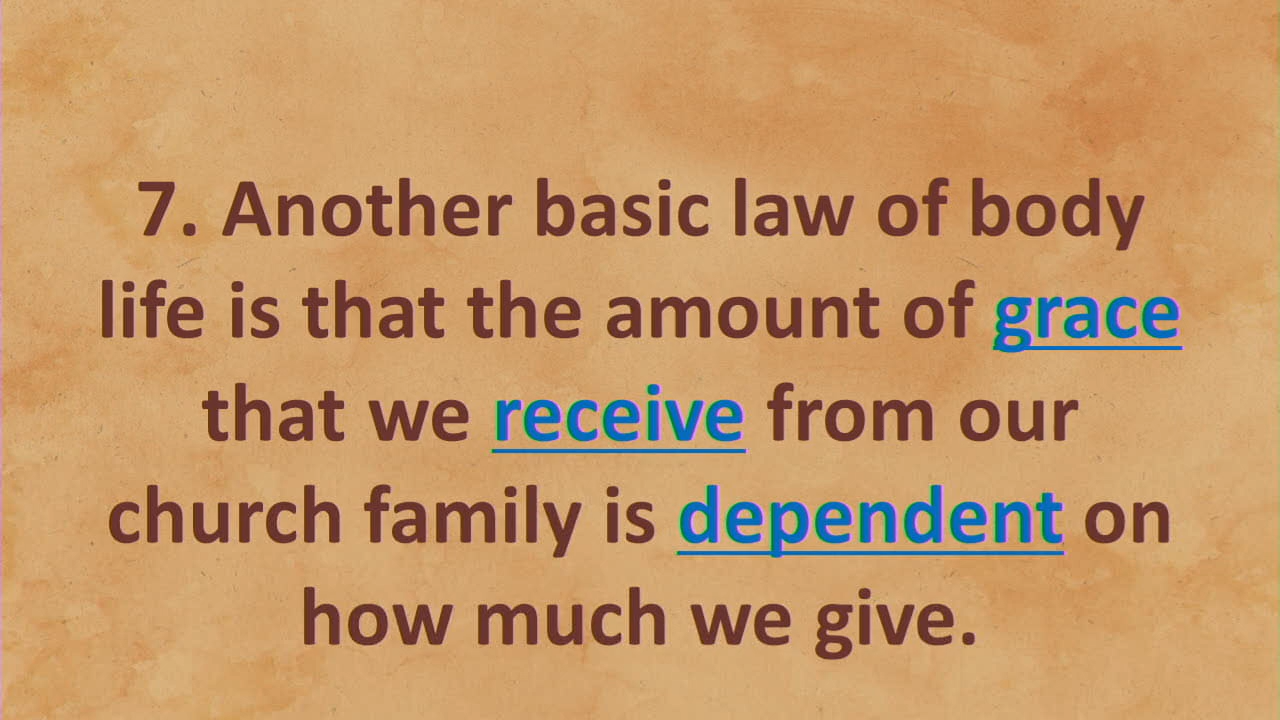 7. Another basic law of body
life is that the amount of grace
that we receive from our
church family is dependent on
how much we give.